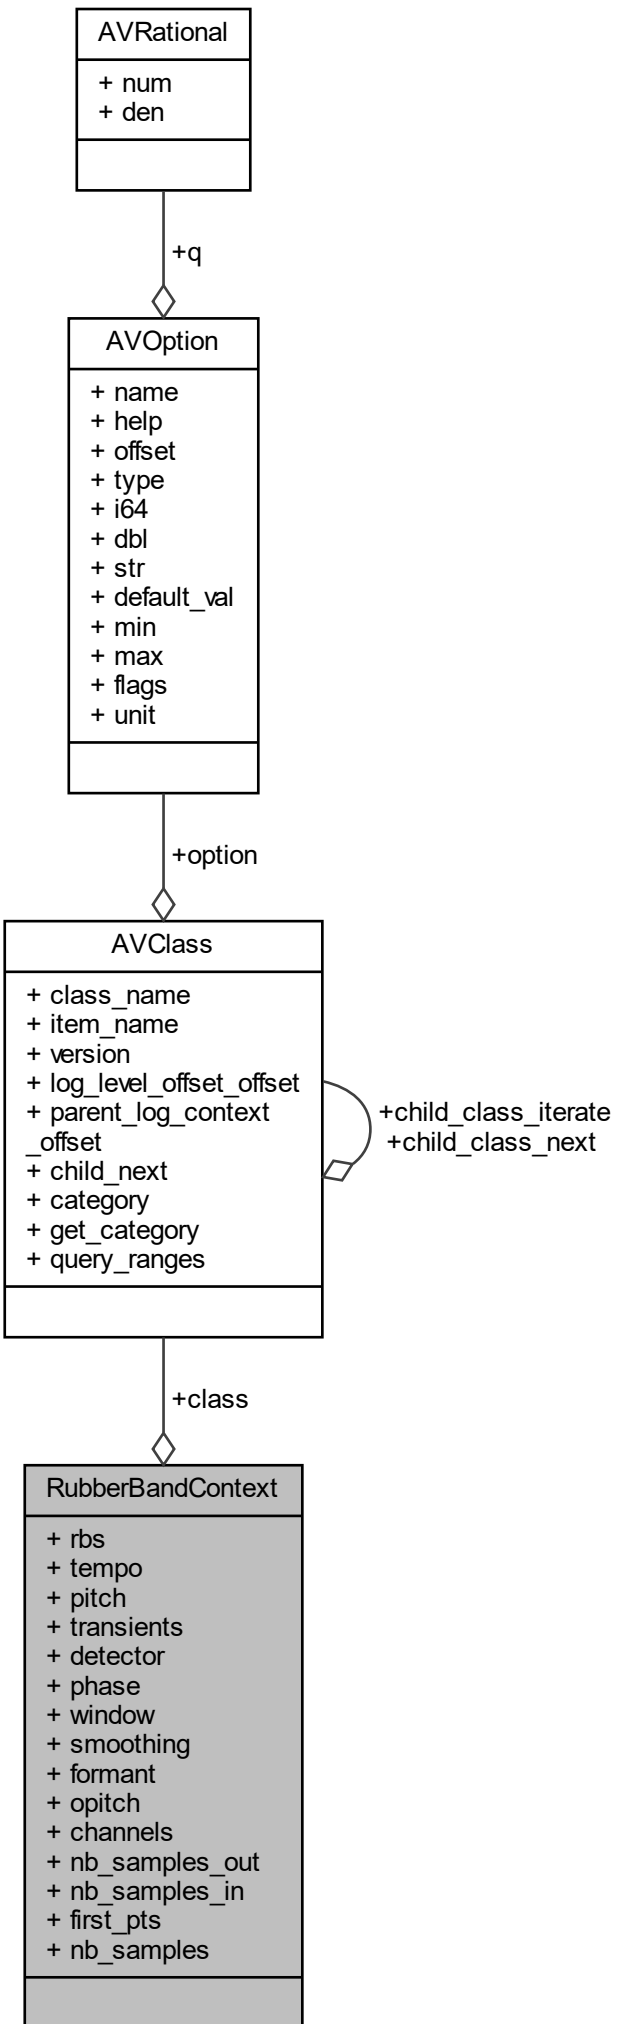 AVRational
+ num
+ den
+q
AVOption
+ name
+ help
+ offset
+ type
+ i64
+ dbl
+ str
+ default_val
+ min
+ max
+ flags
+ unit
+option
AVClass
+ class_name
+ item_name
+ version
+ log_level_offset_offset
+ parent_log_context
_offset
+ child_next
+ category
+ get_category
+ query_ranges
+child_class_iterate
+child_class_next
+class
RubberBandContext
+ rbs
+ tempo
+ pitch
+ transients
+ detector
+ phase
+ window
+ smoothing
+ formant
+ opitch
+ channels
+ nb_samples_out
+ nb_samples_in
+ first_pts
+ nb_samples